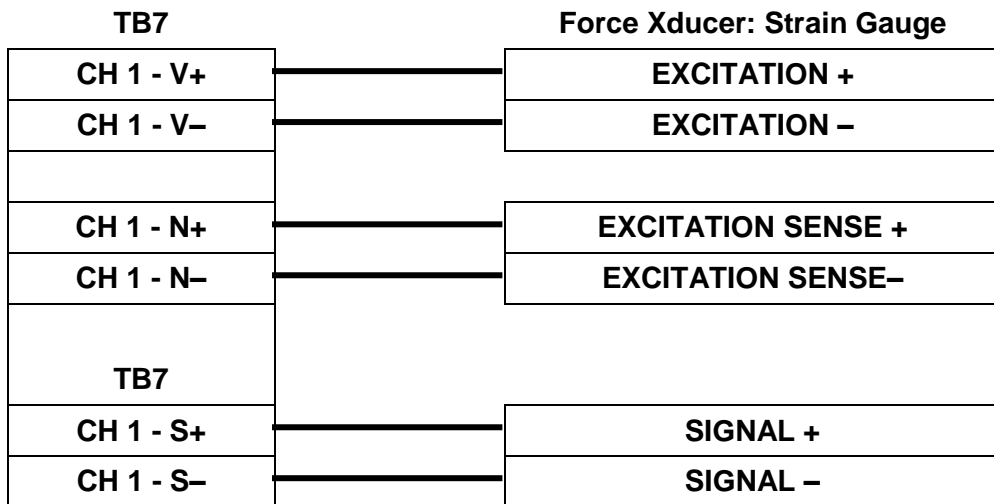 TB7 Force Xducer: Strain Gauge
CH 1 - V+ EXCITATION +
CH 1 - V– EXCITATION –
CH 1 - N+ EXCITATION SENSE +
CH 1 - N– EXCITATION SENSE–
TB7
CH 1 - S+ SIGNAL +
CH 1 - S– SIGNAL –